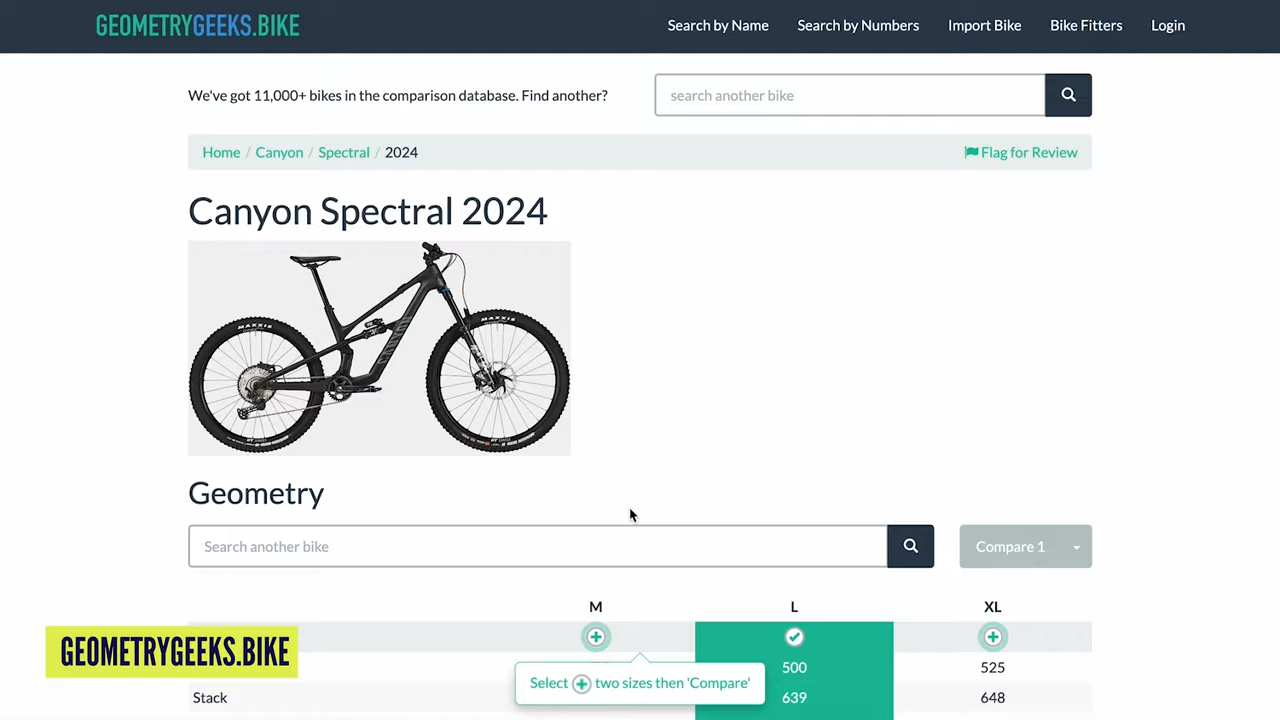 GEOMETRYGEEKS.BIKE
Search by Name
Search by Numbers
Import Bike
Bike Fitters
Login
We've got 11,000+ bikes in the comparison database. Find another?
search another bike
Home / Canyon / Spectral / 2024
Flag for Review
Canyon Spectral 2024
MAXXIS
MAXXIS
CANYON
Geometry
Search another bike
Compare 1
M L XL
500 525
Select two sizes then 'Compare'
Stack 639 648
GEOMETRYGEEKS.BIKE